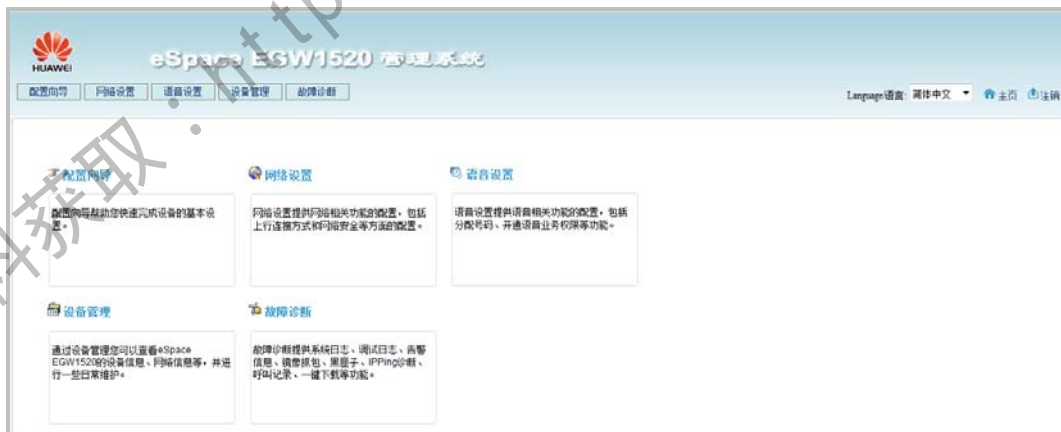 HUAWEI
eSpace EGW1520 管理系统
配置向导 网络设置 语音设置 设备管理 故障诊断
Language语言: 简体中文 主页 注销
配置向导
配置向导帮助您快速完成设备的基本设
置。
网络设置
网络设置提供网络相关功能的配置，包括
上行连接方式和网络安全等方面的配置。
语音设置
语音设置提供语音相关功能的配置，包括
分配号码、开通语音业务权限等功能。
设备管理
通过设备管理您可以查看eSpace
EGW1520的设备信息、网络信息等，并进
行一些日常维护。
故障诊断
故障诊断提供系统日志、调试日志、告警
信息、镜像抓包、黑匣子、IPPing诊断、
呼叫记录、一键下载等功能。
获取：http